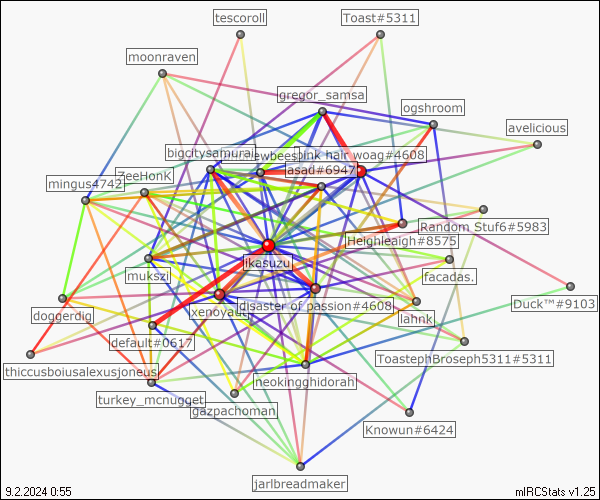 tescoroll
Toast#5311
moonraven
gregor_samsa
ogshroom
avelicious
bigcitysamurai
pink hair woag#4608
asad#6947
ZeeHonK
mingus4742
Random Stuf6#5983
Heighleaigh#8575
ikasuzu
mukszi
facadas.
disaster of passion#4608
Duck™#9103
xenoyaut
lahnk
doggerdig
default#0617
ToastephBroseph5311#5311
thiccusboiusalexusjoneus
neokingghidorah
turkey_mcnugget
gazpachoman
Knowun#6424
jarlbreadmaker
9.2.2024 0:55
mIRCStats v1.25